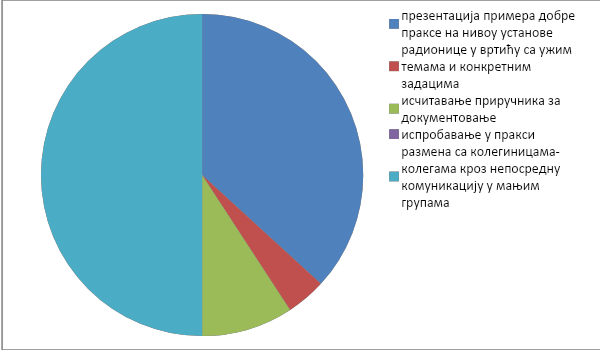 презентација примера добре
праксе на нивоу установе
радионице у вртићу са ужим
темама и конкретним
задацима
исчитавање приручника за
документовање
испробавање у пракси
размена са колегиницама-
колегама кроз непосредну
комуникацију у мањим
групама